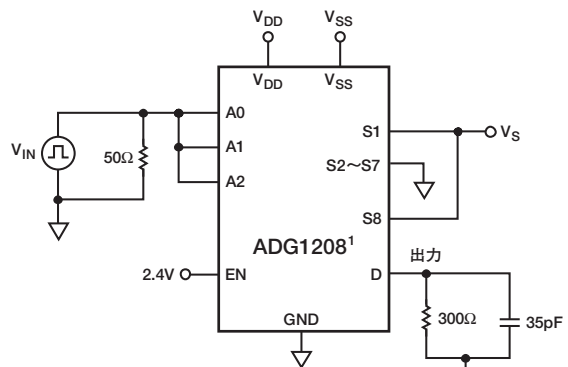 VDD
VSS
VDD
VSS
A0
A1
A2
VIN
50Ω
S1
VS
S2～S7
S8
ADG1208¹
出力
2.4V
EN
D
GND
300Ω
35pF